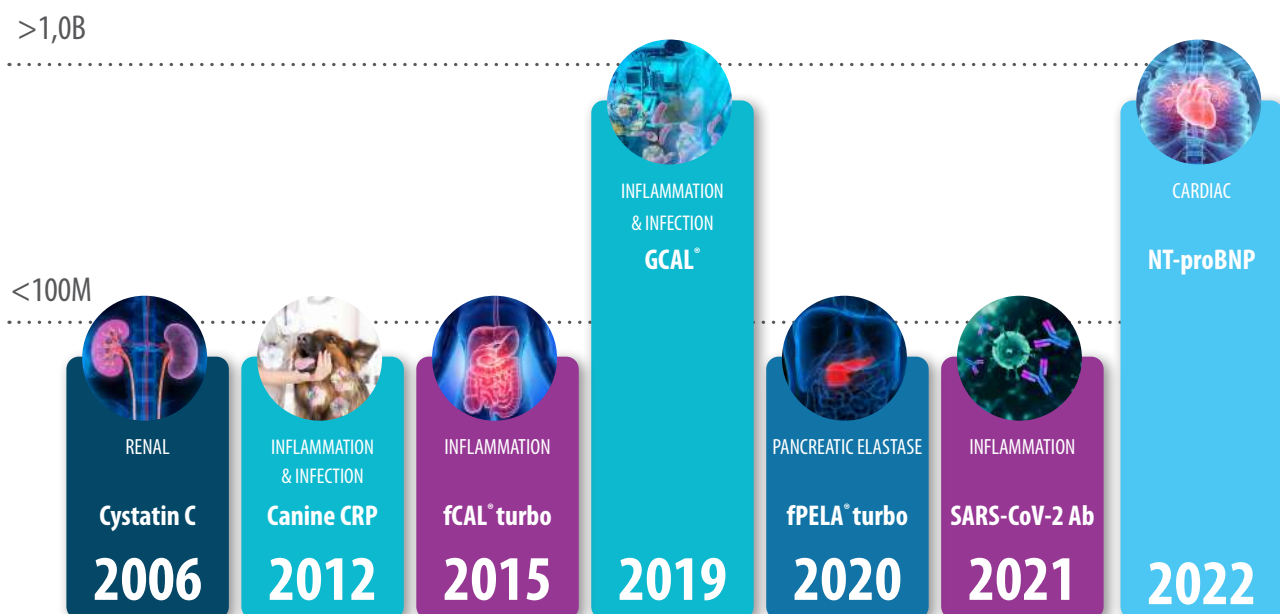 >1,0B
<100M
RENAL
Cystatin C
2006
INFLAMMATION
& INFECTION
Canine CRP
2012
INFLAMMATION
fCAL® turbo
2015
INFLAMMATION
& INFECTION
GCAL®
2019
PANCREATIC ELASTASE
fPELA® turbo
2020
INFLAMMATION
SARS-CoV-2 Ab
2021
CARDIAC
NT-proBNP
2022